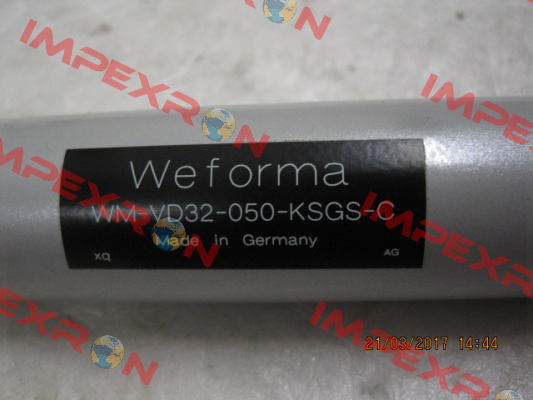 IMPEXRON
IMPEXRON
IMPEXRON
Weforma
WM-VD32-050-KSGS-C
Made in Germany
xq
AG
IMPEXRON
IMPEXRON
IMPEXRON
21/03/2017 14:44